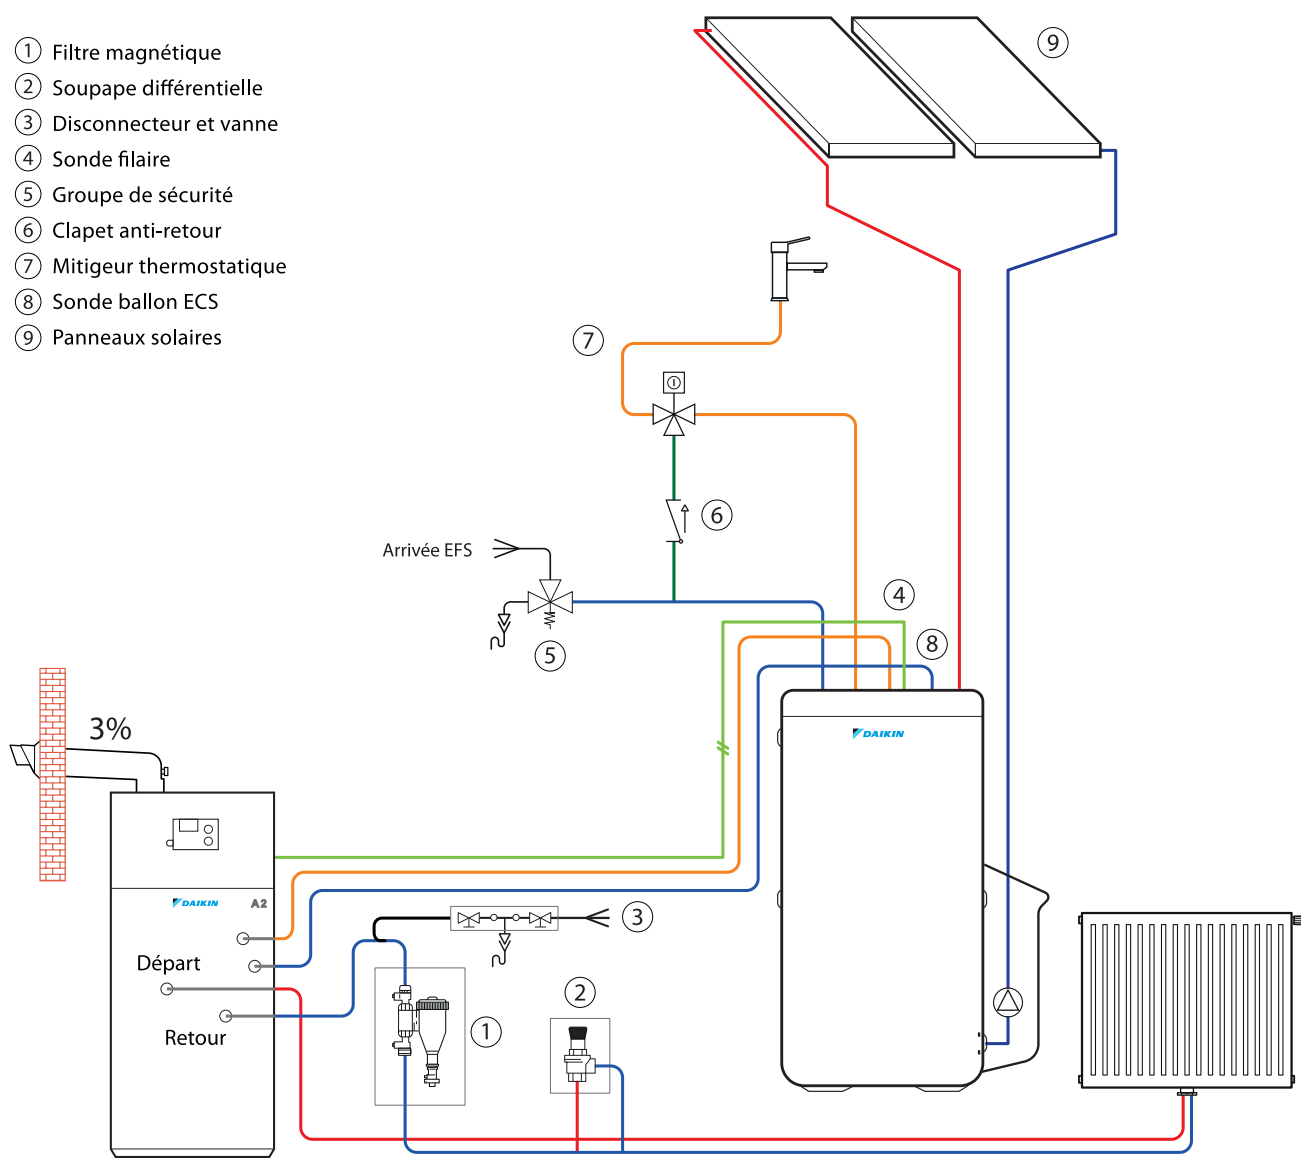 1 Filtre magnétique
2 Soupape différentielle
3 Disconnecteur et vanne
4 Sonde filaire
5 Groupe de sécurité
6 Clapet anti-retour
7 Mitigeur thermostatique
8 Sonde ballon ECS
9 Panneaux solaires
9
7
6
Arrivée EFS
4
5
8
3%
DAIKIN
DAIKIN A2
3
Départ
2
Retour
1